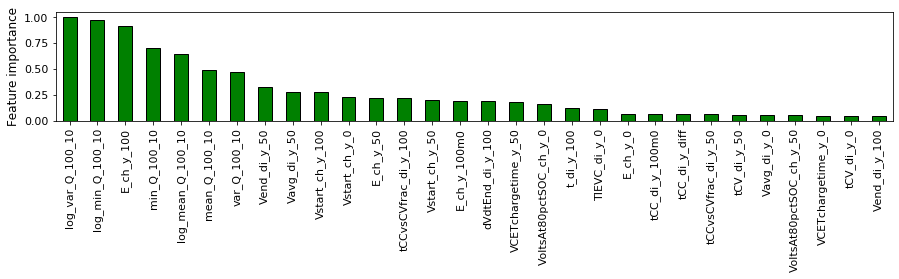 Feature importance
1.00
0.75
0.50
0.25
0.00
log_var_Q_100_10
log_min_Q_100_10
E_ch_y_100
min_Q_100_10
log_mean_Q_100_10
mean_Q_100_10
var_Q_100_10
Vend_di_y_50
Vavg_di_y_50
Vstart_ch_y_100
Vstart_ch_y_0
E_ch_y_50
tCCvsCVfrac_di_y_100
Vstart_ch_y_50
E_ch_y_100m0
dVdtEnd_di_y_100
VCETchargetime_y_50
VoltsAt80pctSOC_ch_y_0
t_di_y_100
TIEVC_di_y_0
E_ch_y_0
tCC_di_y_100m0
tCC_di_y_diff
tCCvsCVfrac_di_y_50
tCV_di_y_50
Vavg_di_y_0
VoltsAt80pctSOC_ch_y_50
VCETchargetime_y_0
tCV_di_y_0
Vend_di_y_100